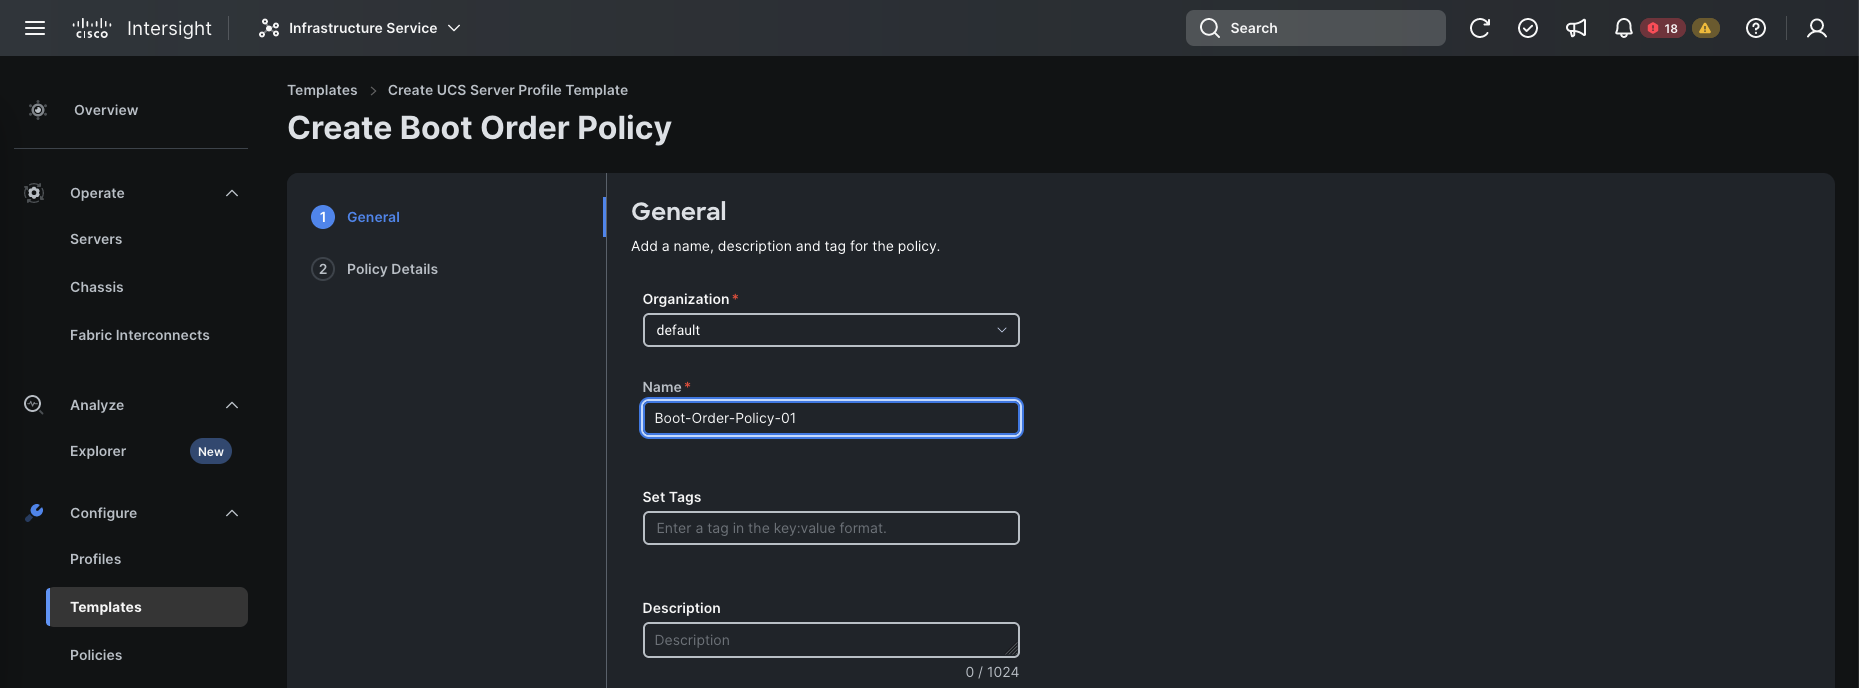 cisco Intersight
Infrastructure Service
Search
18
Overview
Operate
Servers
Chassis
Fabric Interconnects
Analyze
Explorer New
Configure
Profiles
Templates
Policies
Templates > Create UCS Server Profile Template
Create Boot Order Policy
1 General
2 Policy Details
General
Add a name, description and tag for the policy.
Organization *
default
Name *
Boot-Order-Policy-01
Set Tags
Enter a tag in the key:value format.
Description
Description
0 / 1024